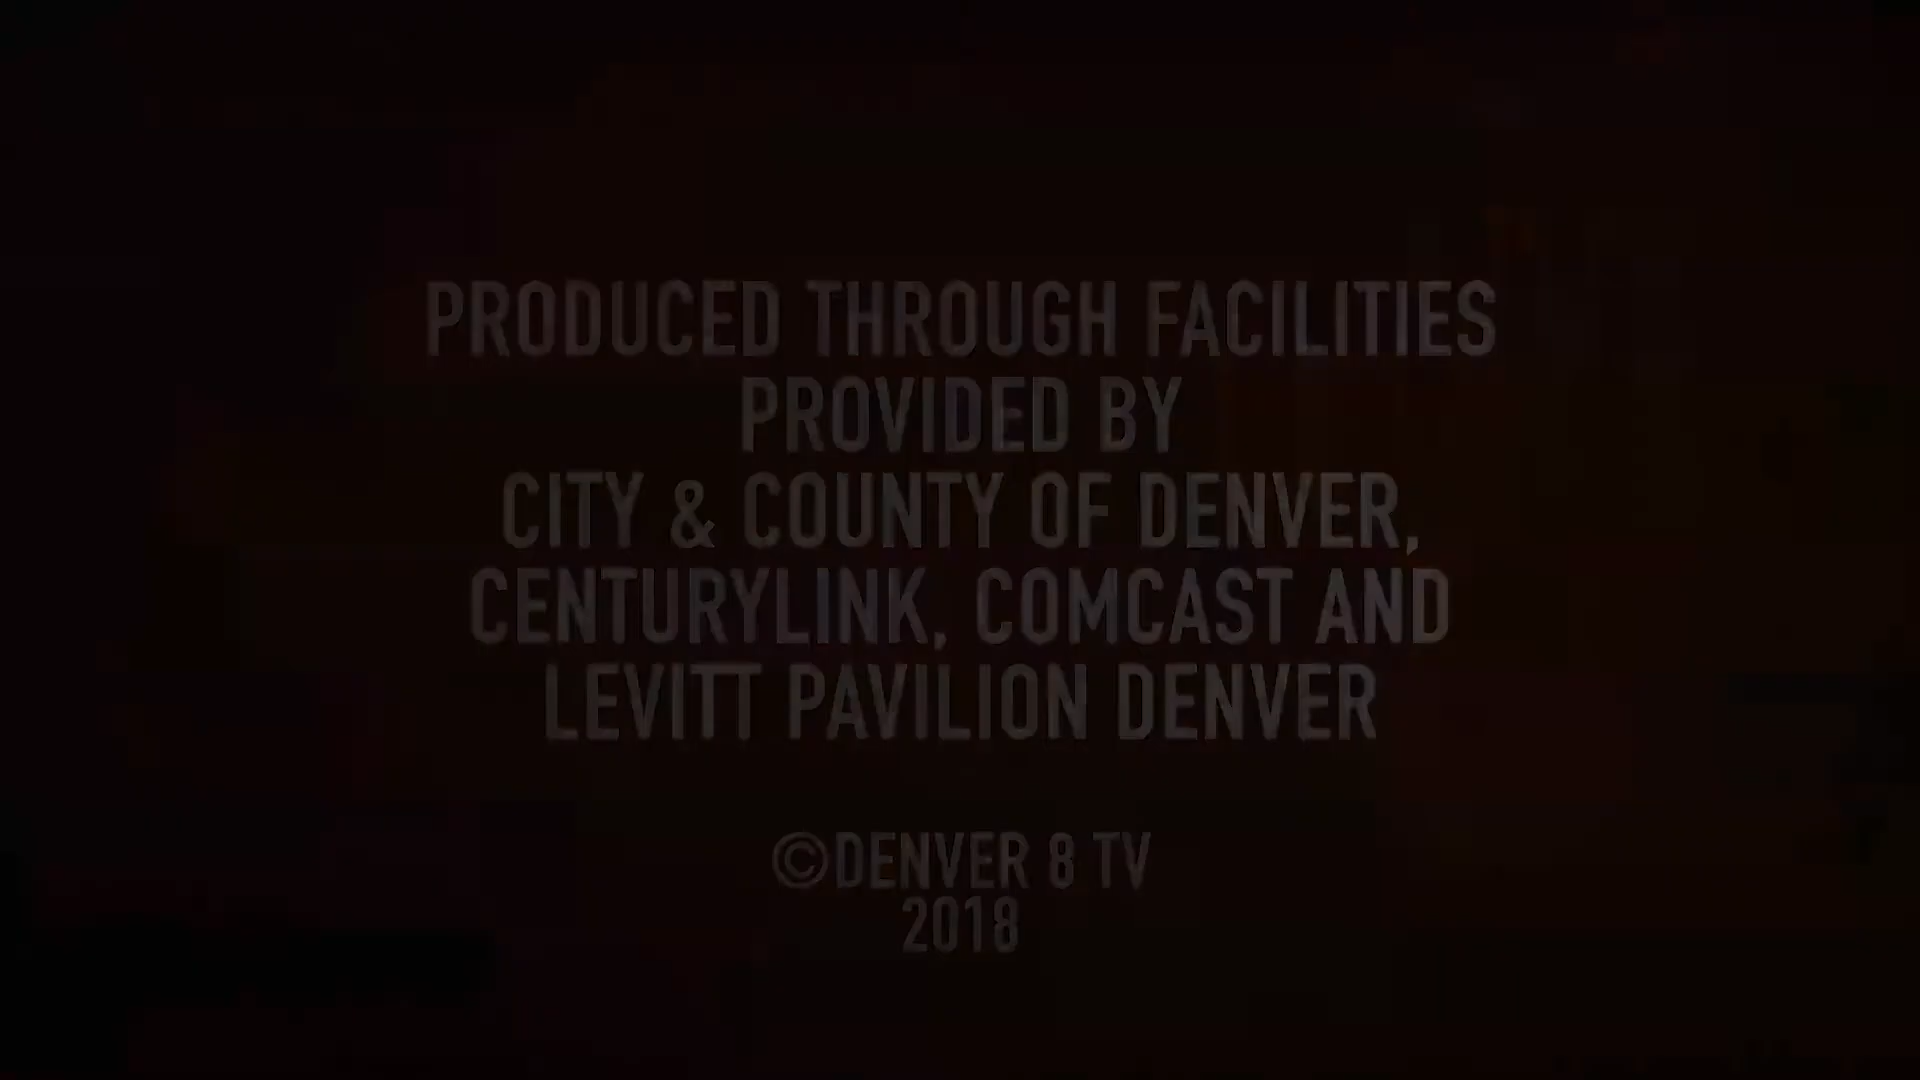 PRODUCED THROUGH FACILITIES
PROVIDED BY
CITY & COUNTY OF DENVER,
CENTURYLINK, COMCAST AND
LEVITT PAVILION DENVER
©DENVER 8 TV
2018